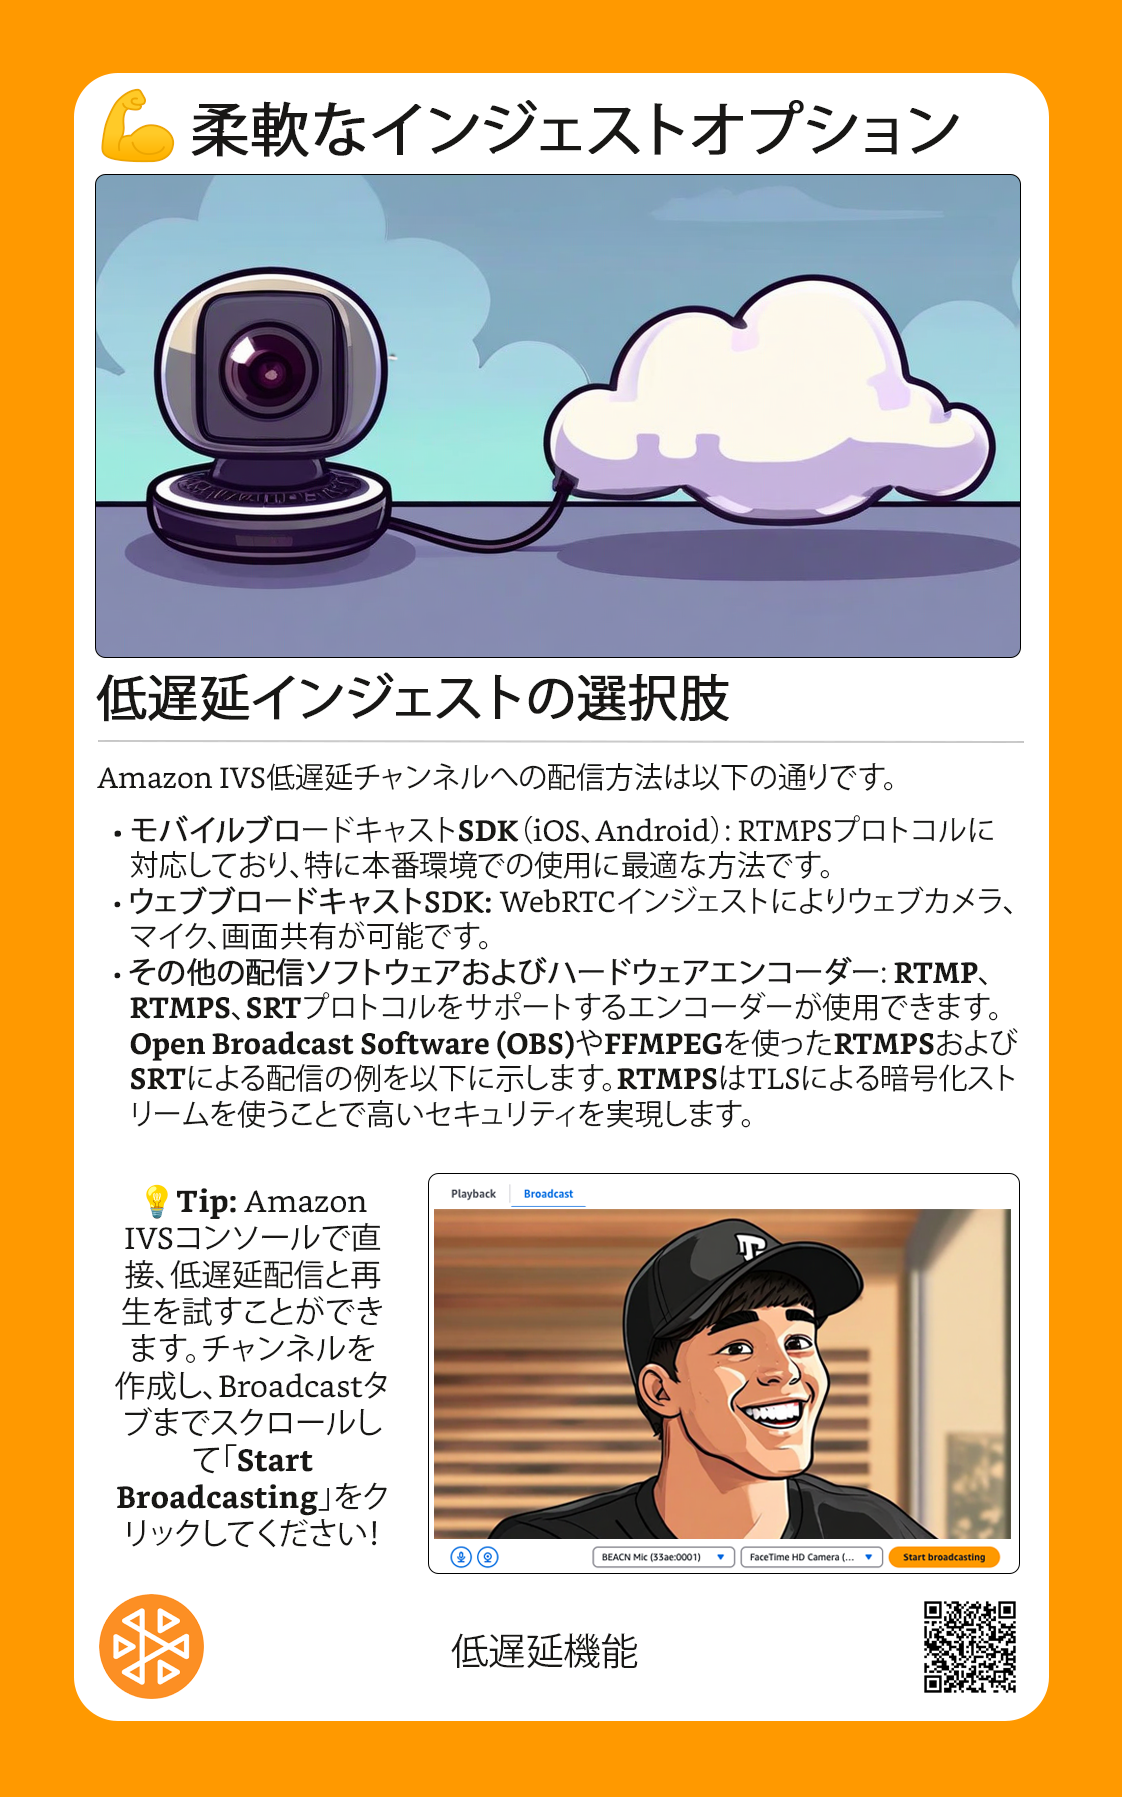 💪 柔軟なインジェストオプション
低遅延インジェストの選択肢
Amazon IVS低遅延チャンネルへの配信方法は以下の通りです。
• モバイルブロードキャストSDK（iOS、Android）: RTMPSプロトコルに
対応しており、特に本番環境での使用に最適な方法です。
• ウェブブロードキャストSDK: WebRTCインジェストによりウェブカメラ、
マイク、画面共有が可能です。
• その他の配信ソフトウェアおよびハードウェアエンコーダー: RTMP、
RTMPS、SRTプロトコルをサポートするエンコーダーが使用できます。
Open Broadcast Software (OBS)やFFMPEGを使ったRTMPSおよび
SRTによる配信の例を以下に示します。RTMPSはTLSによる暗号化スト
リームを使うことで高いセキュリティを実現します。
💡Tip: Amazon
IVSコンソールで直
接、低遅延配信と再
生を試すことができ
ます。チャンネルを
作成し、Broadcastタ
ブまでスクロールし
て「Start
Broadcasting」をク
リックしてください！
Playback Broadcast
BEACN Mic (33ae:0001) FaceTime HD Camera (... Start broadcasting
低遅延機能